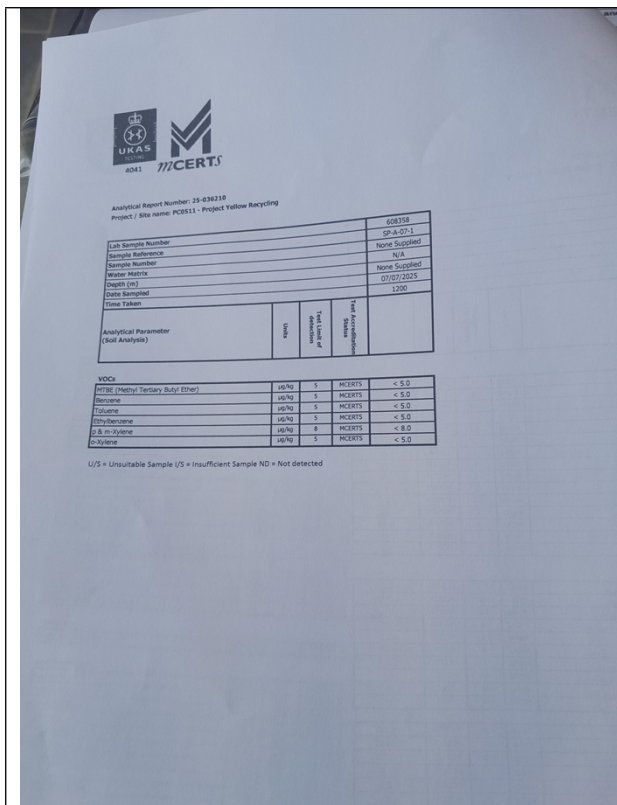 UKAS
TESTING
4041
MCERTS
Analytical Report Number: 25-036210
Project / Site name: PC0511 - Project Yellow Recycling
Lab Sample Number 608358
Sample Reference SP-A-07-1
Sample Number None Supplied
Water Matrix N/A
Depth (m) None Supplied
Date Sampled 07/07/2025
Time Taken 1200
Analytical Parameter
(Soil Analysis)
Units
Test Limit of
detection
Test Accreditation
Status
VOCs
MTBE (Methyl Tertiary Butyl Ether) µg/kg 5 MCERTS < 5.0
Benzene µg/kg 5 MCERTS < 5.0
Toluene µg/kg 5 MCERTS < 5.0
Ethylbenzene µg/kg 5 MCERTS < 5.0
p & m-Xylene µg/kg 8 MCERTS < 8.0
o-Xylene µg/kg 5 MCERTS < 5.0
U/S = Unsuitable Sample I/S = Insufficient Sample ND = Not detected